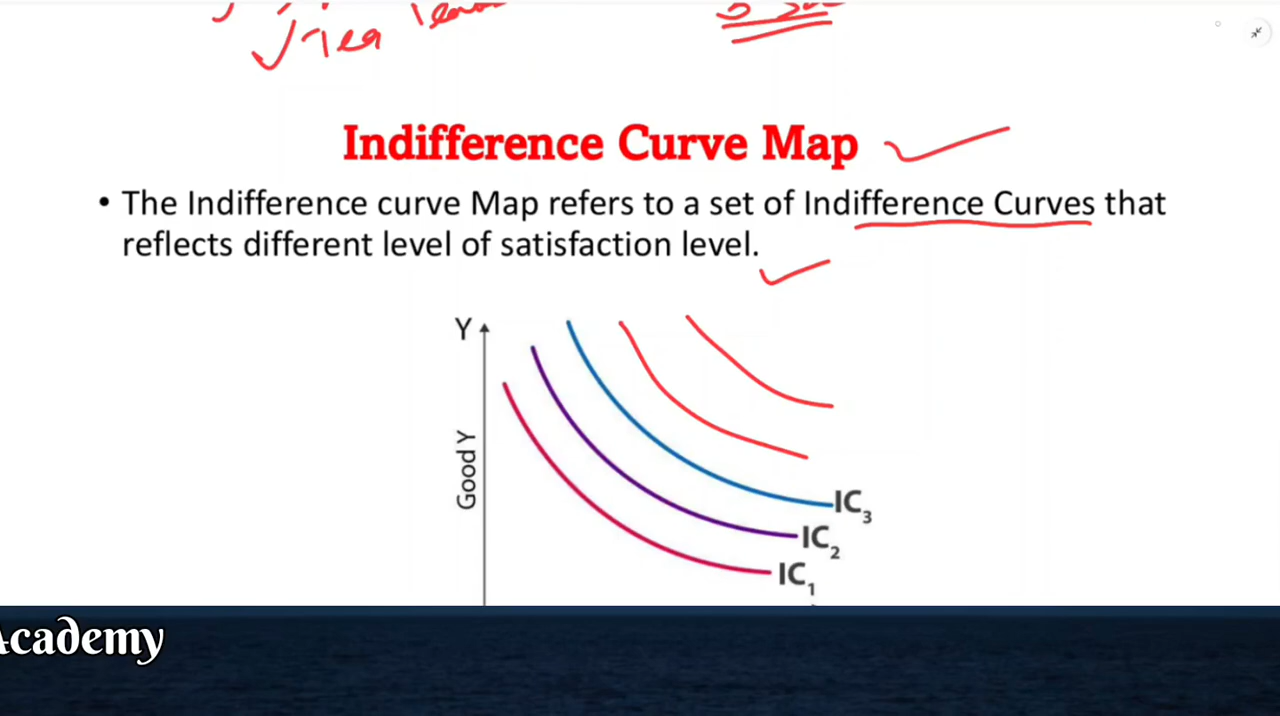 Indifference Curve Map
• The Indifference curve Map refers to a set of Indifference Curves that
reflects different level of satisfaction level.
Y
Good Y
IC3
IC2
IC1
Academy